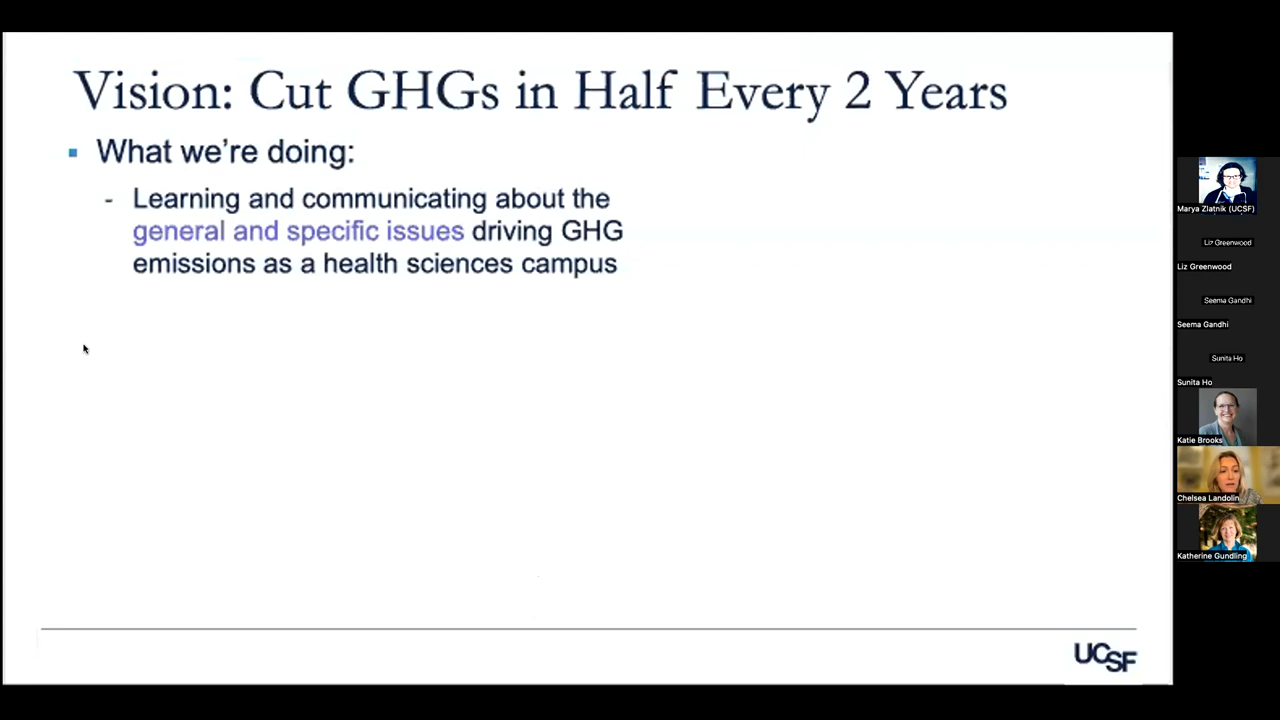 Vision: Cut GHGs in Half Every 2 Years
What we're doing:
- Learning and communicating about the
general and specific issues driving GHG
emissions as a health sciences campus
UCSF
Marya Zlatnik (UCSF)
Liz Greenwood
Liz Greenwood
Seema Gandhi
Seema Gandhi
Sunita Ho
Sunita Ho
Katie Brooks
Chelsea Landolin
Katherine Gundling